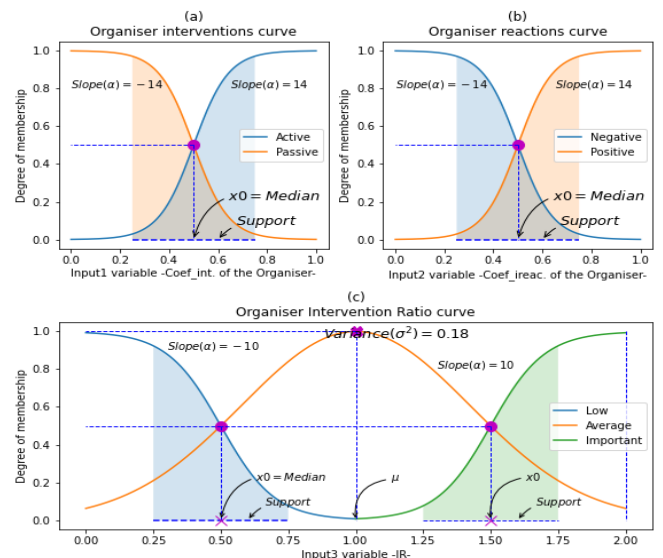 (a)
Organiser interventions curve
Degree of membership
1.0
0.8
0.6
0.4
0.2
0.0
Slope(α) = −14
Slope(α) = 14
Active
Passive
x0 = Median
Support
0.0 0.2 0.4 0.6 0.8 1.0
Input1 variable -Coef_int. of the Organiser-
(b)
Organiser reactions curve
Degree of membership
1.0
0.8
0.6
0.4
0.2
0.0
Slope(α) = −14
Slope(α) = 14
Negative
Positive
x0 = Median
Support
0.0 0.2 0.4 0.6 0.8 1.0
Input2 variable -Coef_ireac. of the Organiser-
(c)
Organiser Intervention Ratio curve
Degree of membership
1.0
0.8
0.6
0.4
0.2
0.0
Variance(σ²) = 0.18
Slope(α) = −10
Slope(α) = 10
Low
Average
Important
x0 = Median
μ
x0
Support
Support
0.00 0.25 0.50 0.75 1.00 1.25 1.50 1.75 2.00
Input3 variable -IR-